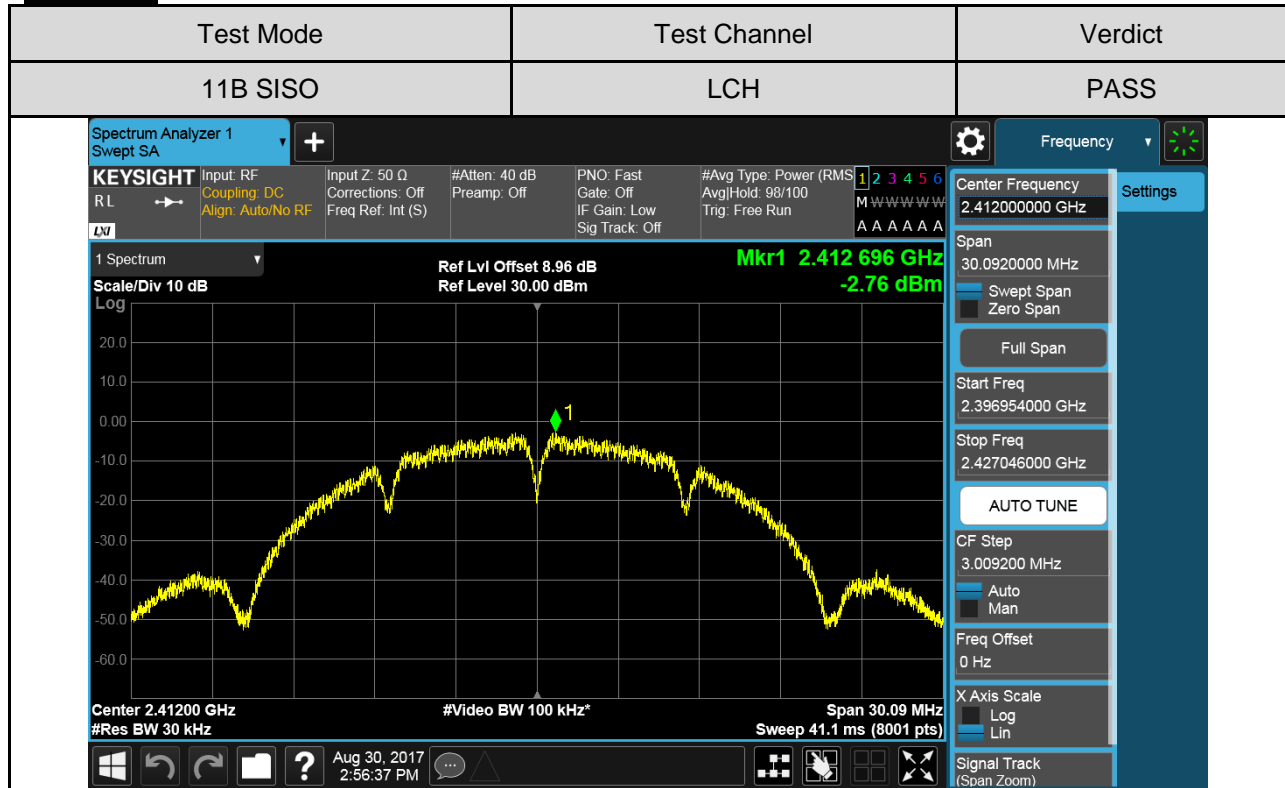 Test Mode Test Channel Verdict
11B SISO LCH PASS
Spectrum Analyzer 1
Swept SA
+
Frequency
KEYSIGHT
R L
LXI
Input: RF
Coupling: DC
Align: Auto/No RF
Input Z: 50 Ω
Corrections: Off
Freq Ref: Int (S)
#Atten: 40 dB
Preamp: Off
PNO: Fast
Gate: Off
IF Gain: Low
Sig Track: Off
#Avg Type: Power (RMS
Avg|Hold: 98/100
Trig: Free Run
1 2 3 4 5 6
M W W W W W
A A A A A A
1 Spectrum
Scale/Div 10 dB
Ref Lvl Offset 8.96 dB
Ref Level 30.00 dBm
Mkr1 2.412 696 GHz
-2.76 dBm
Log
20.0
10.0
0.00
-10.0
-20.0
-30.0
-40.0
-50.0
-60.0
1
Center 2.41200 GHz
#Res BW 30 kHz
#Video BW 100 kHz*
Span 30.09 MHz
Sweep 41.1 ms (8001 pts)
Center Frequency
2.412000000 GHz
Settings
Span
30.0920000 MHz
Swept Span
Zero Span
Full Span
Start Freq
2.396954000 GHz
Stop Freq
2.427046000 GHz
AUTO TUNE
CF Step
3.009200 MHz
Auto
Man
Freq Offset
0 Hz
X Axis Scale
Log
Lin
Signal Track
(Span Zoom)
?
Aug 30, 2017
2:56:37 PM